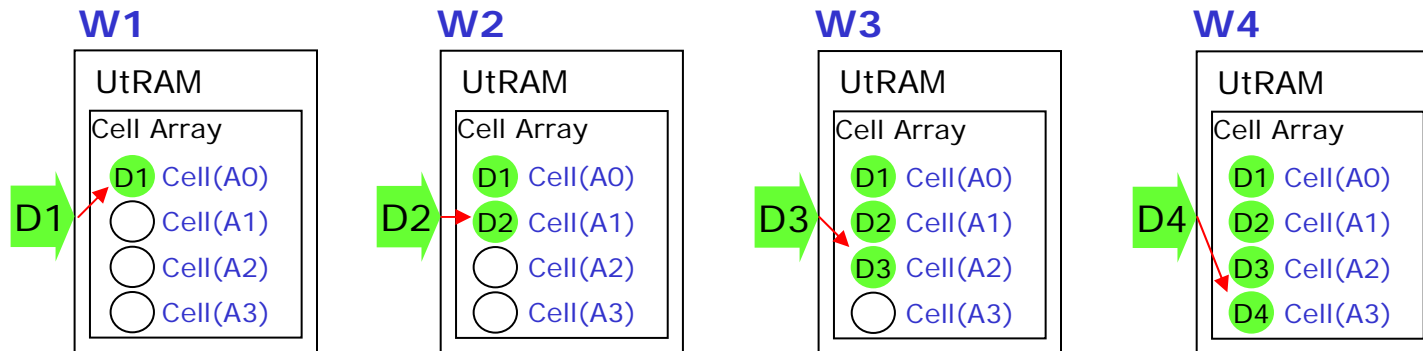 W1 W2 W3 W4
UtRAM UtRAM UtRAM UtRAM
Cell Array Cell Array Cell Array Cell Array
D1 Cell(A0) D1 Cell(A0) D1 Cell(A0) D1 Cell(A0)
D1 Cell(A1) D2 D2 Cell(A1) D3 D2 Cell(A1) D4 D2 Cell(A1)
Cell(A2) Cell(A2) D3 Cell(A2) D3 Cell(A2)
Cell(A3) Cell(A3) Cell(A3) D4 Cell(A3)